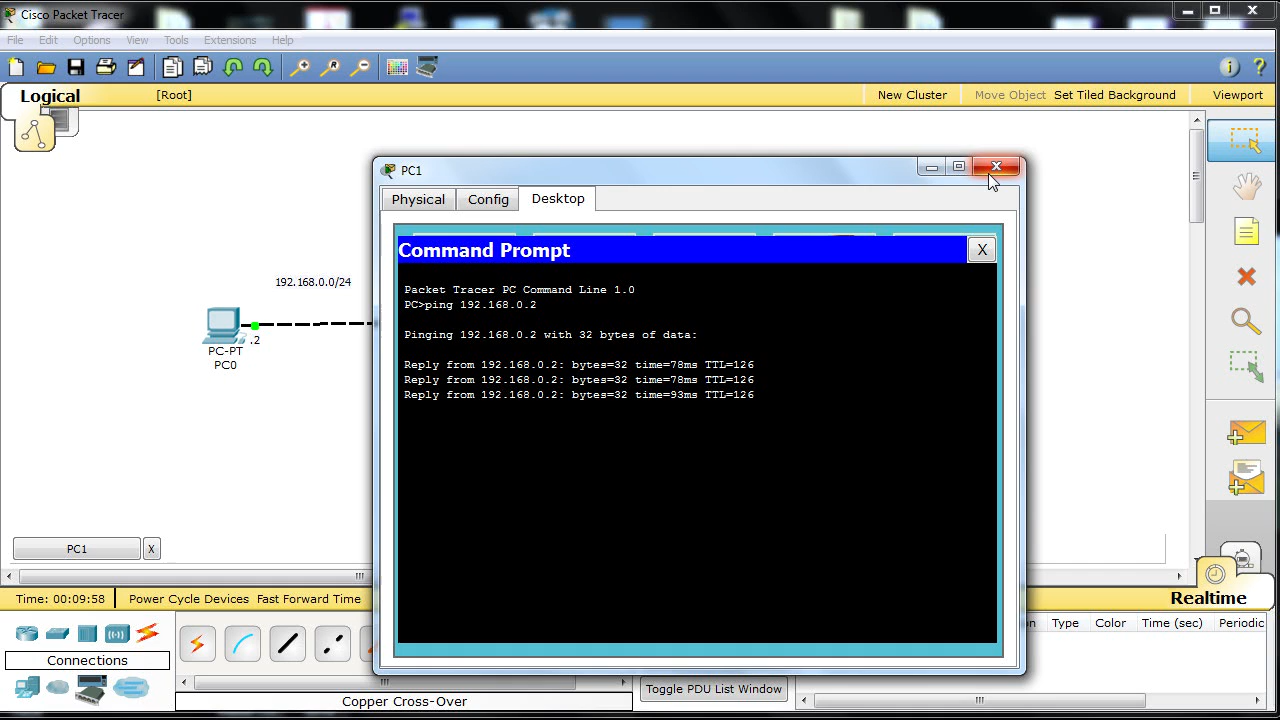 Cisco Packet Tracer
File Edit Options View Tools Extensions Help
Logical [Root] New Cluster Move Object Set Tiled Background Viewport
192.168.0.0/24
.2
PC-PT
PC0
PC1
Physical Config Desktop
Command Prompt X
Packet Tracer PC Command Line 1.0
PC>ping 192.168.0.2
Pinging 192.168.0.2 with 32 bytes of data:
Reply from 192.168.0.2: bytes=32 time=78ms TTL=126
Reply from 192.168.0.2: bytes=32 time=78ms TTL=126
Reply from 192.168.0.2: bytes=32 time=93ms TTL=126
PC1 X
Time: 00:09:58 Power Cycle Devices Fast Forward Time
Realtime
Connections
Copper Cross-Over
Toggle PDU List Window
Type Color Time (sec) Periodic